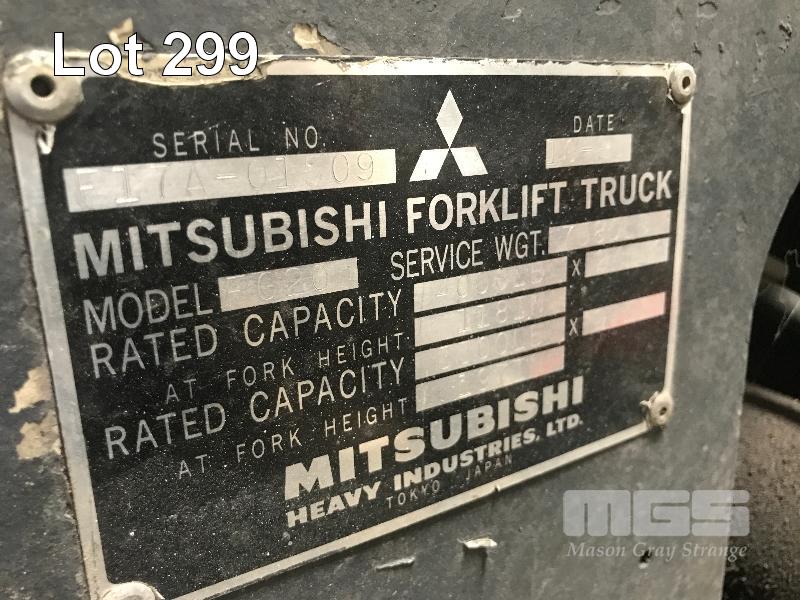 Lot 299
SERIAL NO.
DATE
MITSUBISHI FORKLIFT TRUCK
MODEL
SERVICE WGT.
RATED CAPACITY X
AT FORK HEIGHT
RATED CAPACITY X
AT FORK HEIGHT
MITSUBISHI
HEAVY INDUSTRIES, LTD.
TOKYO JAPAN
MGS
Mason Gray Strange